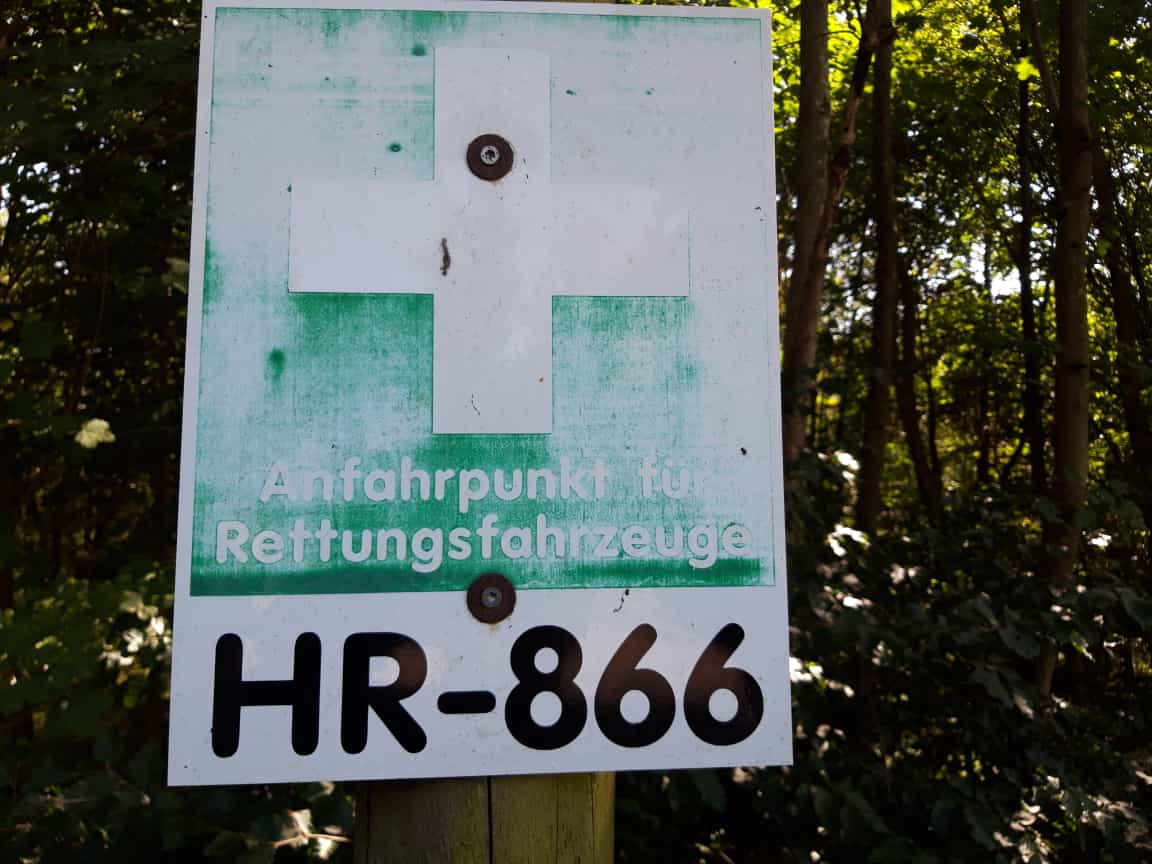 Anfahrpunkt für
Rettungsfahrzeuge
HR-866